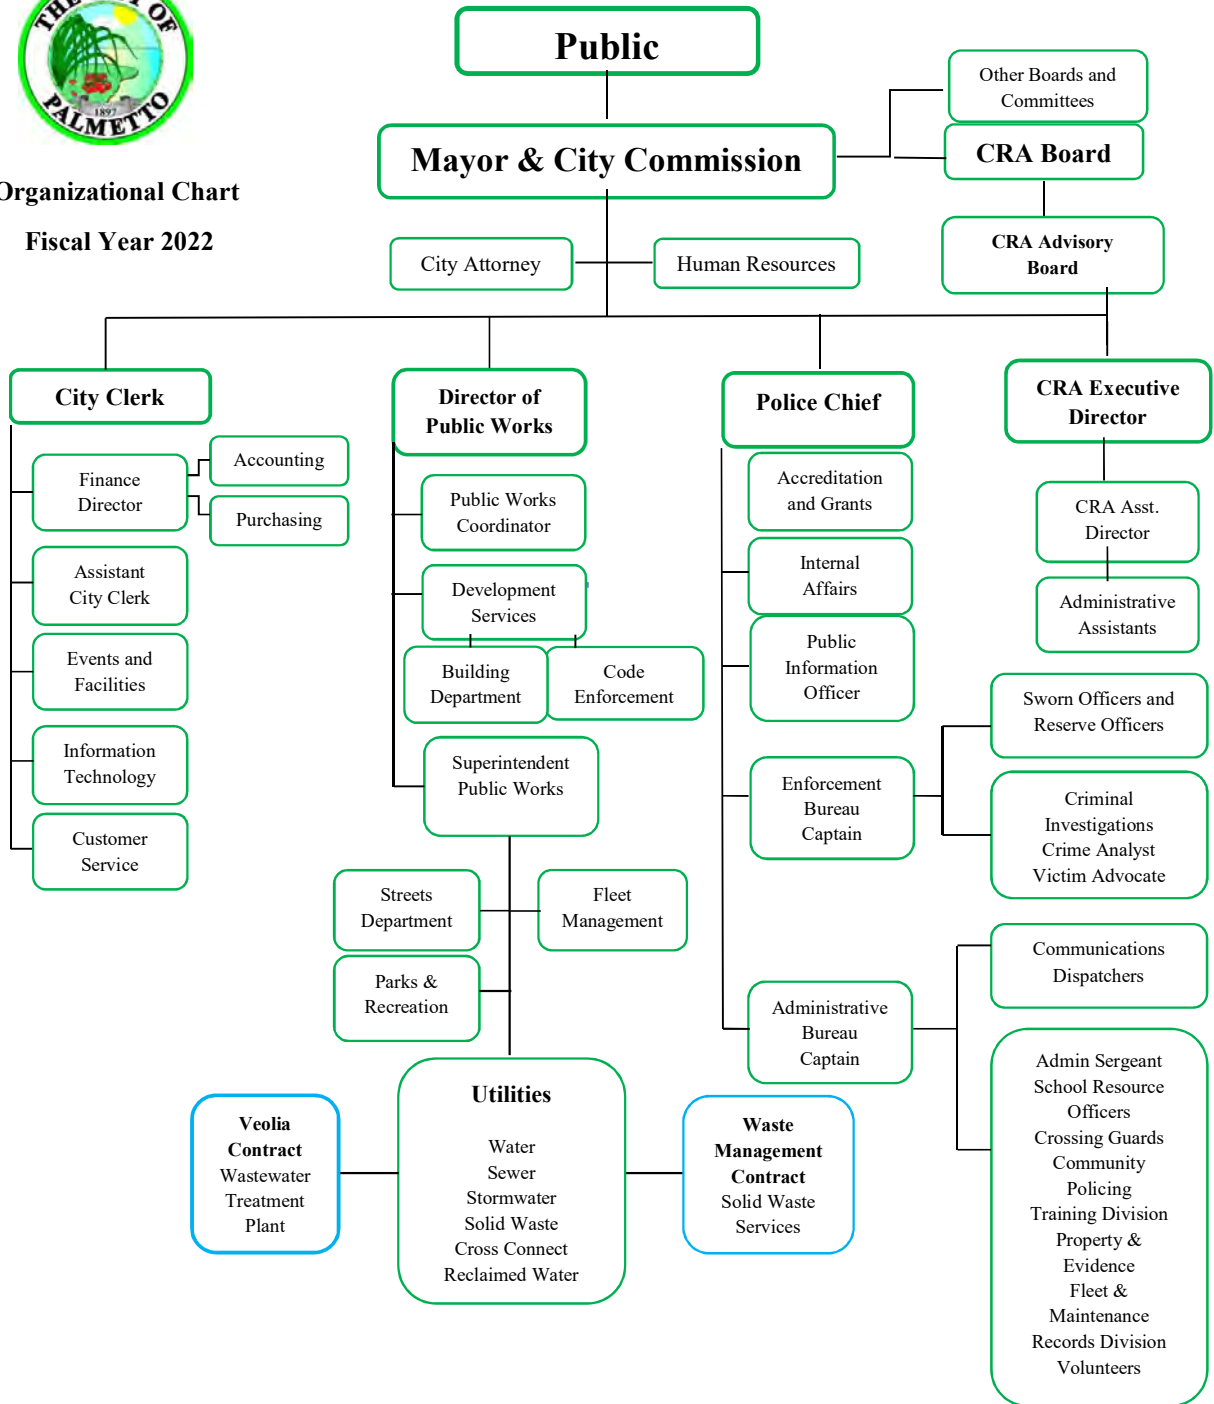 THE CITY OF
PALMETTO
1897
Organizational Chart
Fiscal Year 2022
Public
Mayor & City Commission
Other Boards and
Committees
CRA Board
CRA Advisory
Board
City Attorney
Human Resources
City Clerk
Finance
Director
Accounting
Purchasing
Assistant
City Clerk
Events and
Facilities
Information
Technology
Customer
Service
Director of
Public Works
Public Works
Coordinator
Development
Services
Building
Department
Code
Enforcement
Superintendent
Public Works
Streets
Department
Fleet
Management
Parks &
Recreation
Utilities
Water
Sewer
Stormwater
Solid Waste
Cross Connect
Reclaimed Water
Veolia
Contract
Wastewater
Treatment
Plant
Waste
Management
Contract
Solid Waste
Services
Police Chief
Accreditation
and Grants
Internal
Affairs
Public
Information
Officer
Enforcement
Bureau
Captain
Sworn Officers and
Reserve Officers
Criminal
Investigations
Crime Analyst
Victim Advocate
Administrative
Bureau
Captain
Communications
Dispatchers
Admin Sergeant
School Resource
Officers
Crossing Guards
Community
Policing
Training Division
Property &
Evidence
Fleet &
Maintenance
Records Division
Volunteers
CRA Executive
Director
CRA Asst.
Director
Administrative
Assistants